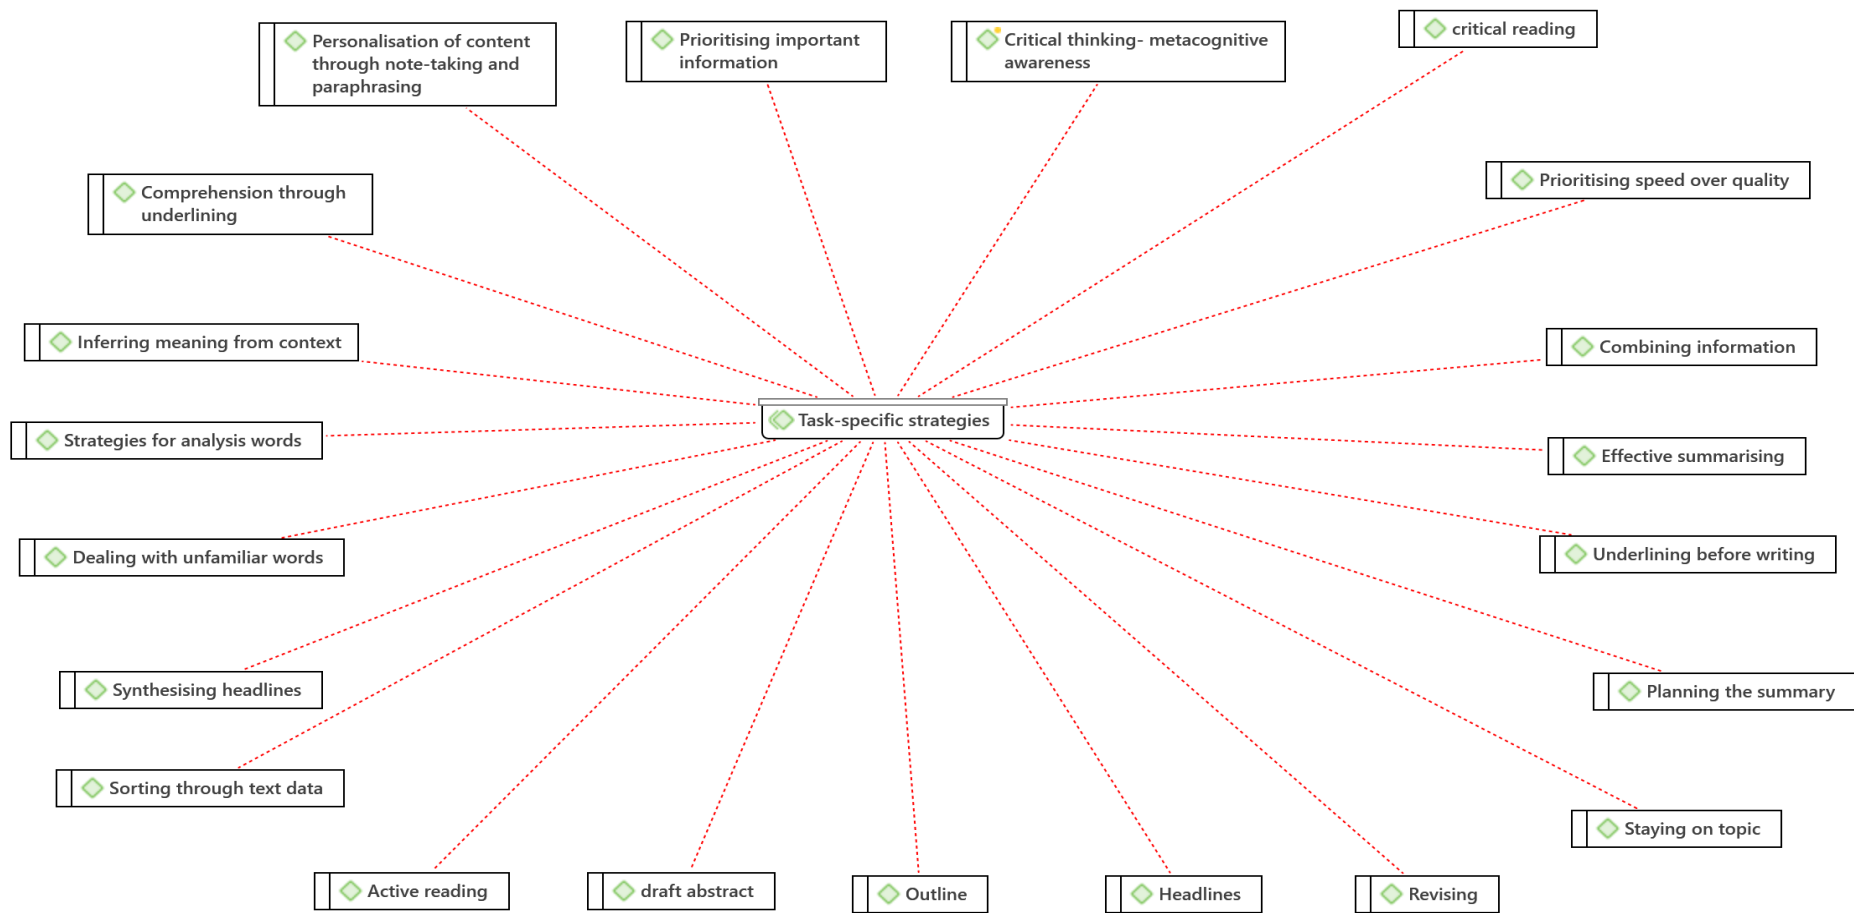 Personalisation of content
through note-taking and
paraphrasing
Prioritising important
information
Critical thinking- metacognitive
awareness
critical reading
Comprehension through
underlining
Prioritising speed over quality
Inferring meaning from context
Combining information
Task-specific strategies
Strategies for analysis words
Effective summarising
Dealing with unfamiliar words
Underlining before writing
Synthesising headlines
Planning the summary
Sorting through text data
Staying on topic
Active reading
draft abstract
Outline
Headlines
Revising